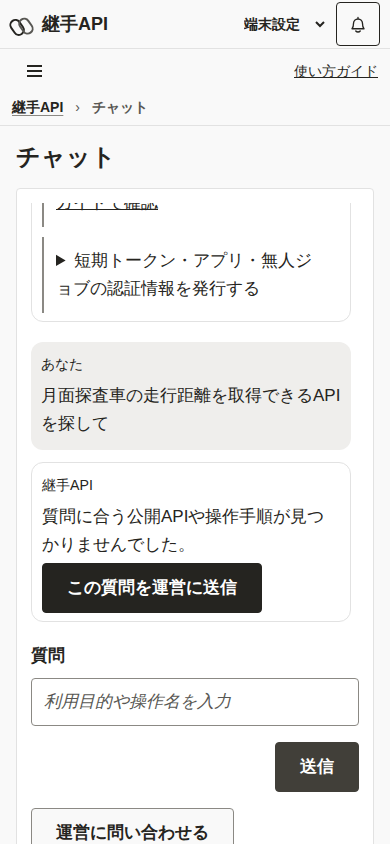 継手API
端末設定
使い方ガイド
継手API › チャット
チャット
ガイドで確認
▶ 短期トークン・アプリ・無人ジ
ョブの認証情報を発行する
あなた
月面探査車の走行距離を取得できるAPI
を探して
継手API
質問に合う公開APIや操作手順が見つ
かりませんでした。
この質問を運営に送信
質問
利用目的や操作名を入力
送信
運営に問い合わせる